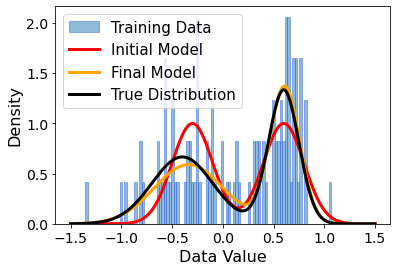 2.0
1.5
1.0
0.5
0.0
Density
Training Data
Initial Model
Final Model
True Distribution
−1.5 −1.0 −0.5 0.0 0.5 1.0 1.5
Data Value